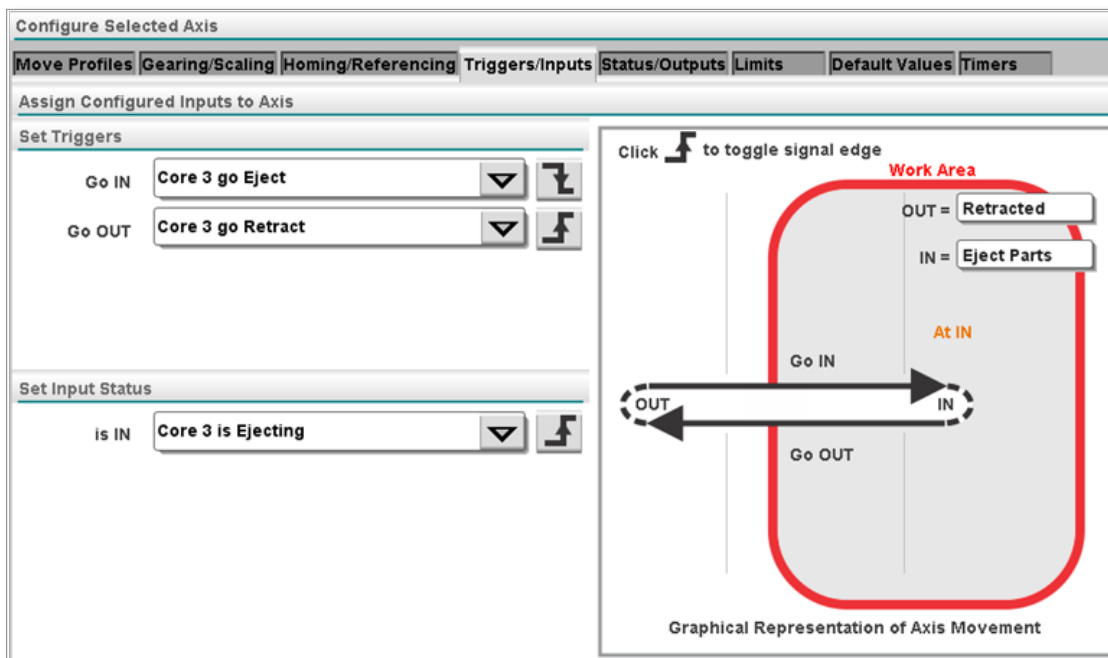 Configure Selected Axis
Move Profiles Gearing/Scaling Homing/Referencing Triggers/Inputs Status/Outputs Limits Default Values Timers
Assign Configured Inputs to Axis
Set Triggers
Go IN Core 3 go Eject
Go OUT Core 3 go Retract
Set Input Status
is IN Core 3 is Ejecting
Click to toggle signal edge
Work Area
OUT = Retracted
IN = Eject Parts
At IN
Go IN
OUT IN
Go OUT
Graphical Representation of Axis Movement